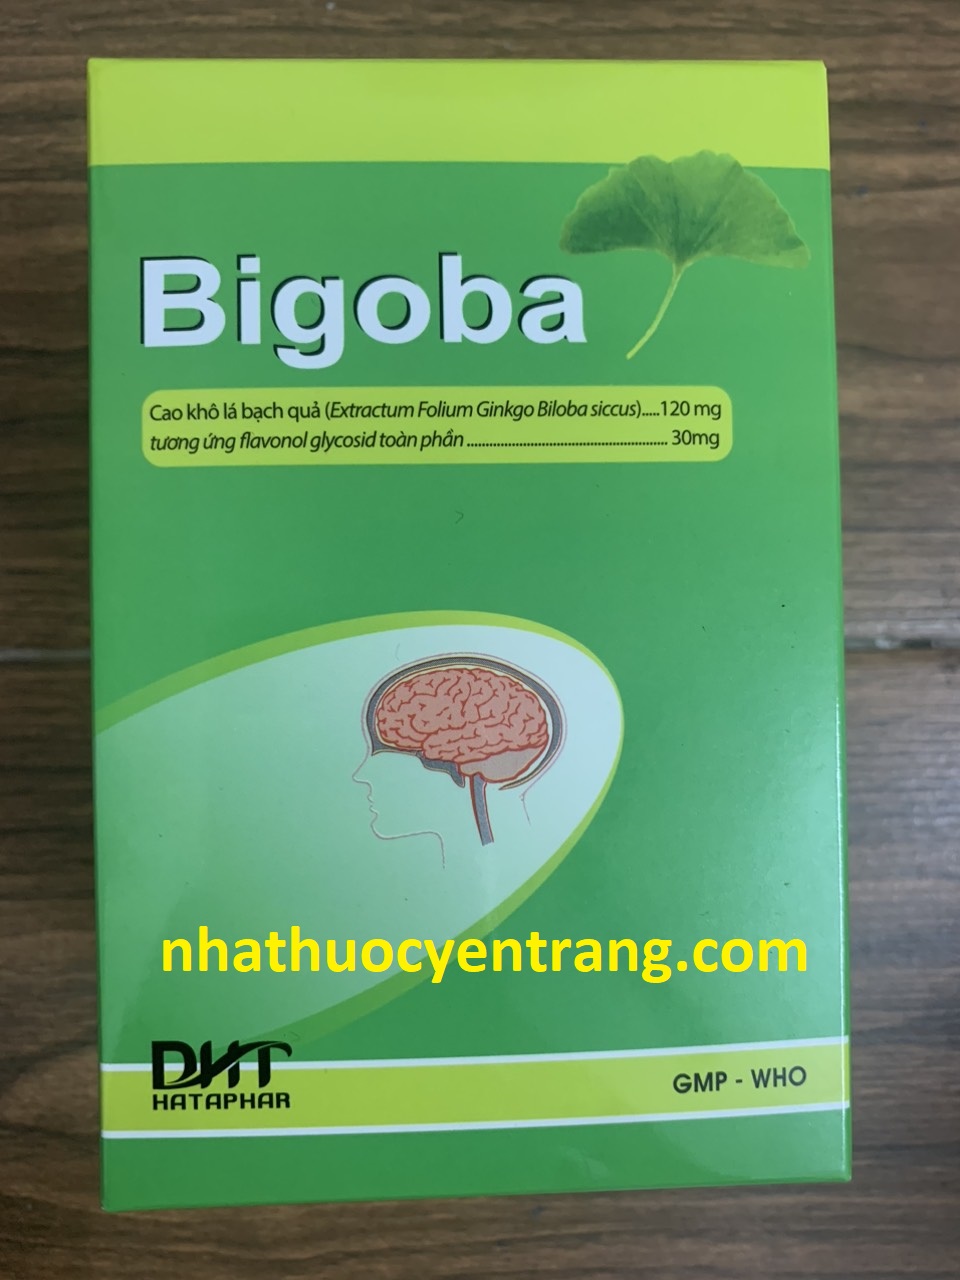 Bigoba
Cao khô lá bạch quả (Extractum Folium Ginkgo Biloba siccus).....120 mg
tương ứng flavonol glycosid toàn phần ........................................................ 30mg
nhathuocyentrang.com
DHT
HATAPHAR
GMP - WHO